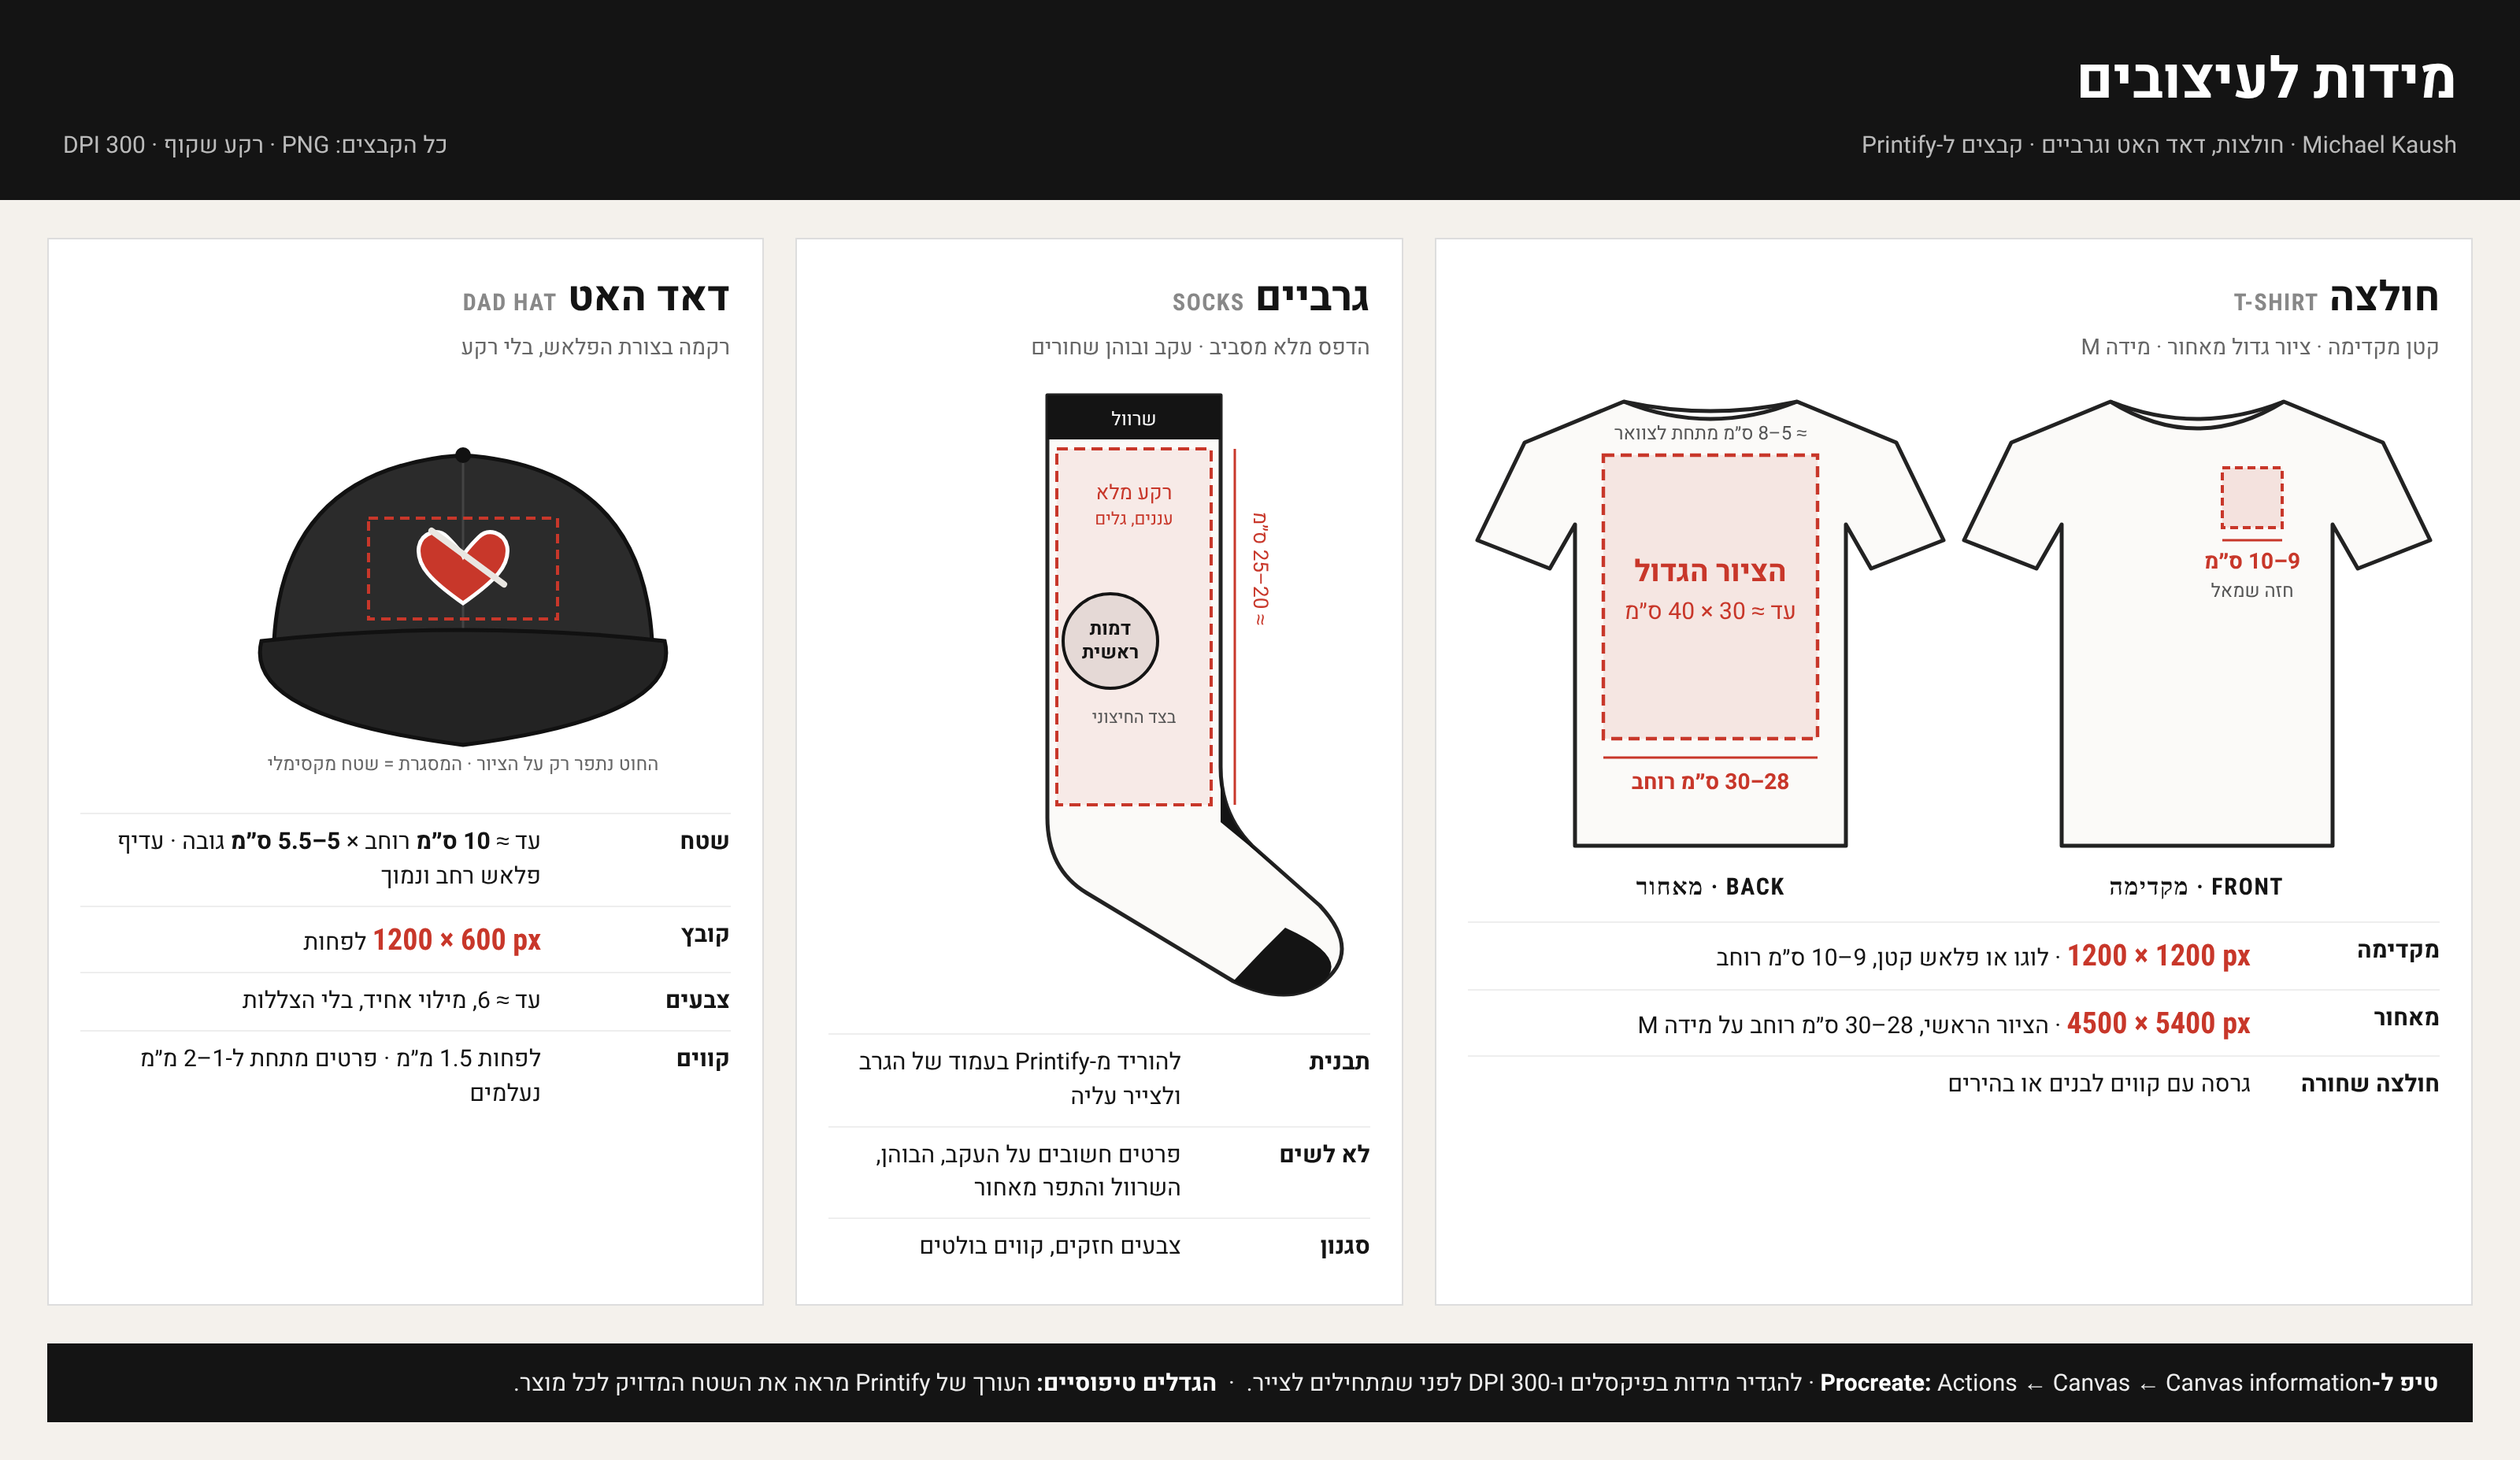 מידות לעיצובים
Michael Kaush · חולצות, דאד האט וגרביים · קבצים ל-Printify
כל הקבצים: PNG · רקע שקוף · 300 DPI
חולצה T-SHIRT
קטן מקדימה · ציור גדול מאחור · מידה M
9–10 ס״מ
חזה שמאל
FRONT · מקדימה
≈ 5–8 ס״מ מתחת לצוואר
הציור הגדול
עד ≈ 30 × 40 ס״מ
28–30 ס״מ רוחב
BACK · מאחור
מקדימה
1200 × 1200 px · לוגו או פלאש קטן, 9–10 ס״מ רוחב
מאחור
4500 × 5400 px · הציור הראשי, 28–30 ס״מ רוחב על מידה M
חולצה שחורה
גרסה עם קווים לבנים או בהירים
גרביים SOCKS
הדפס מלא מסביב · עקב ובוהן שחורים
שרוול
רקע מלא
עננים, גלים
≈ 20–25 ס״מ
דמות
ראשית
בצד החיצוני
תבנית
להוריד מ-Printify בעמוד של הגרב
ולצייר עליה
לא לשים
פרטים חשובים על העקב, הבוהן,
השרוול והתפר מאחור
סגנון
צבעים חזקים, קווים בולטים
דאד האט DAD HAT
רקמה בצורת הפלאש, בלי רקע
החוט נתפר רק על הציור · המסגרת = שטח מקסימלי
שטח
עד ≈ 10 ס״מ רוחב × 5–5.5 ס״מ גובה · עדיף
פלאש רחב ונמוך
קובץ
1200 × 600 px לפחות
צבעים
עד ≈ 6, מילוי אחיד, בלי הצללות
קווים
לפחות 1.5 מ״מ · פרטים מתחת ל-1–2 מ״מ
נעלמים
טיפ ל-Procreate: Actions ← Canvas ← Canvas information · להגדיר מידות בפיקסלים ו-300 DPI לפני שמתחילים לצייר. · הגדלים טיפוסיים: העורך של Printify מראה את השטח המדויק לכל מוצר.